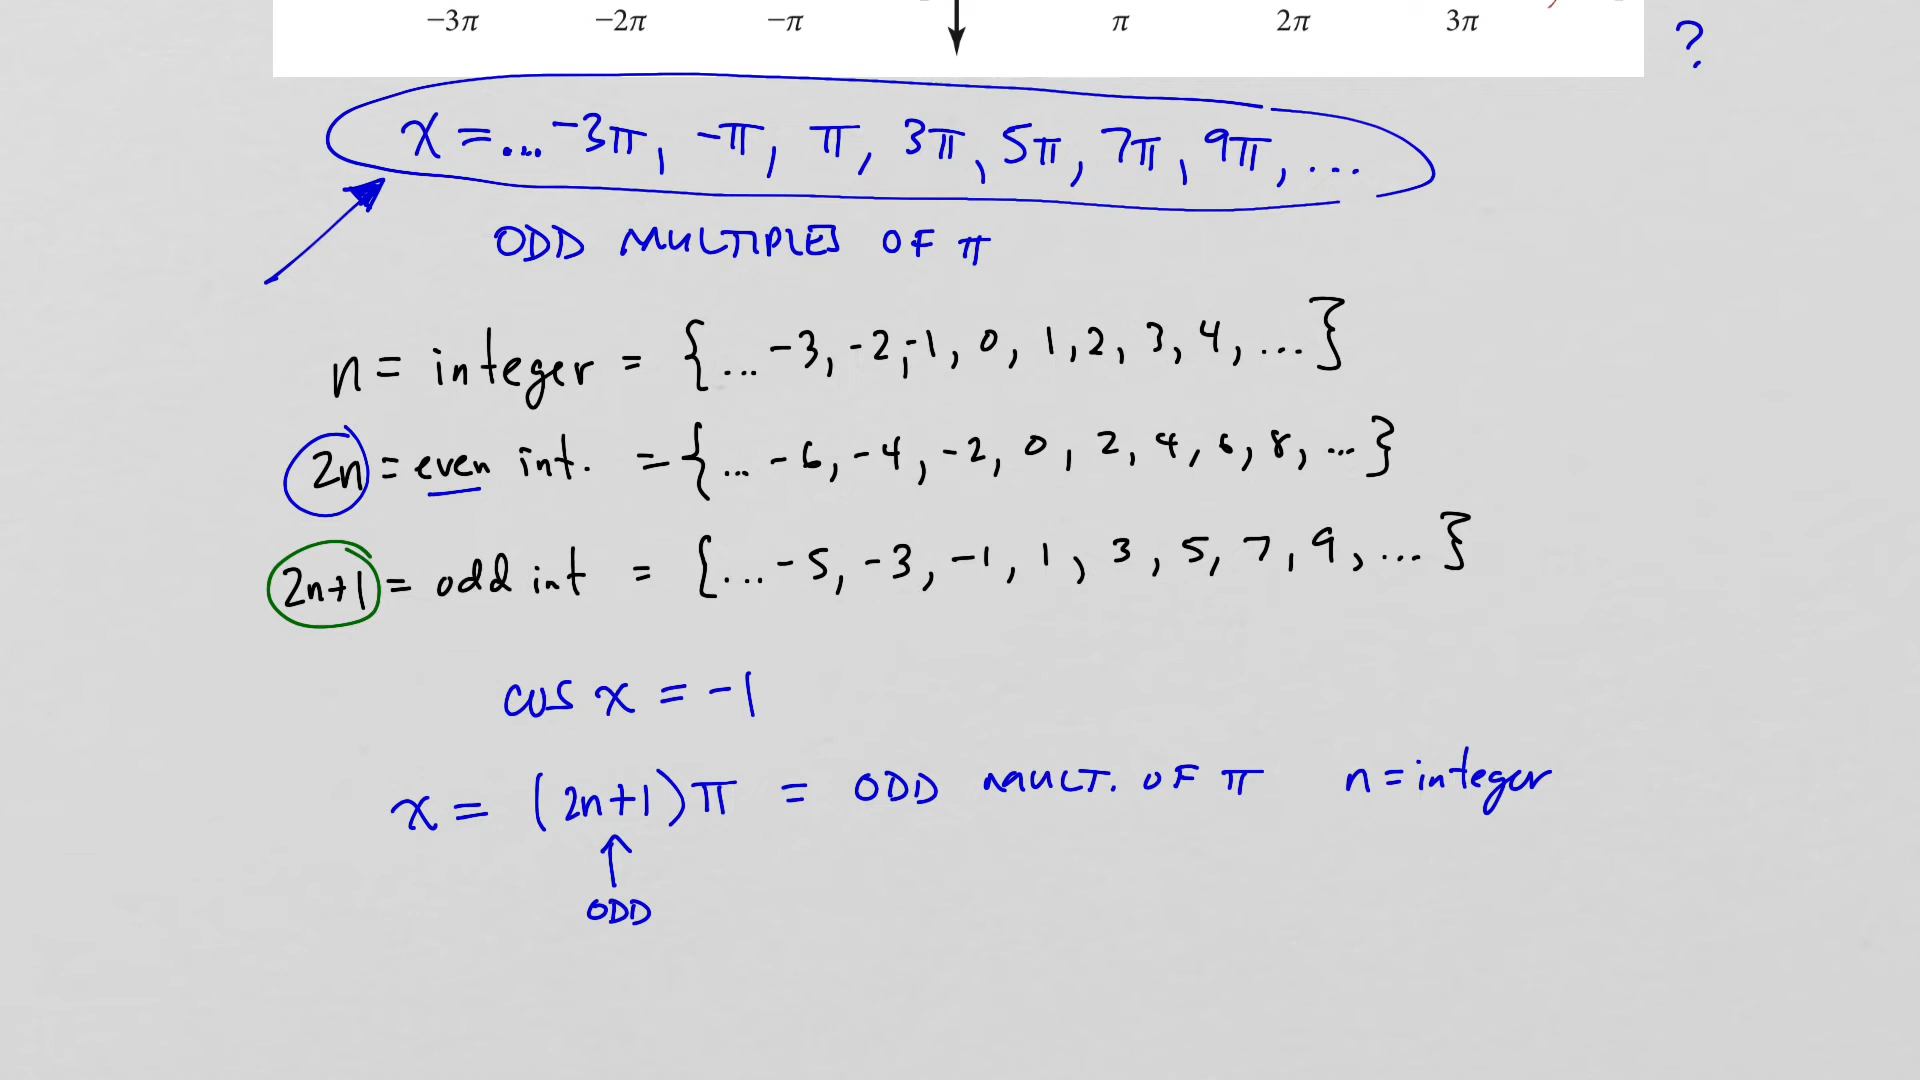 −3π −2π −π π 2π 3π
?
x = ... -3π, -π, π, 3π, 5π, 7π, 9π, ...
ODD MULTIPLES OF π
n = integer = {... -3, -2, -1, 0, 1, 2, 3, 4, ...}
2n = even int. = {... -6, -4, -2, 0, 2, 4, 6, 8, ...}
2n+1 = odd int = {... -5, -3, -1, 1, 3, 5, 7, 9, ...}
cos x = -1
x = (2n+1)π = ODD MULT. OF π n = integer
↑
ODD